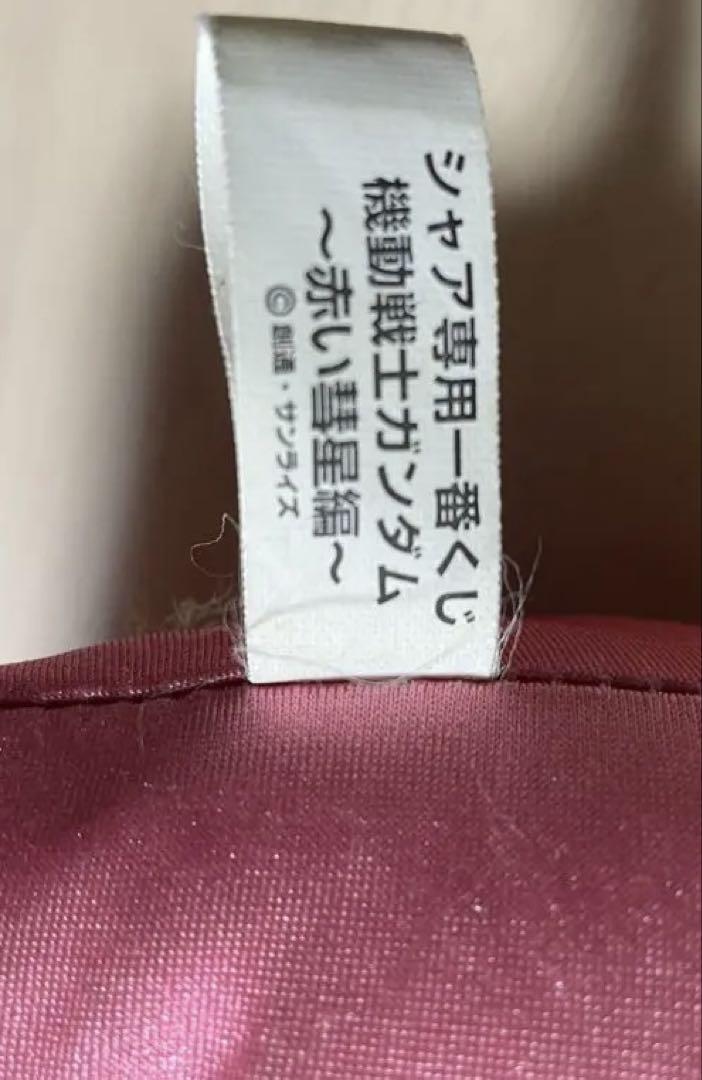 シャア専用一番くじ
機動戦士ガンダム
～赤い彗星編～
©創通・サンライズ